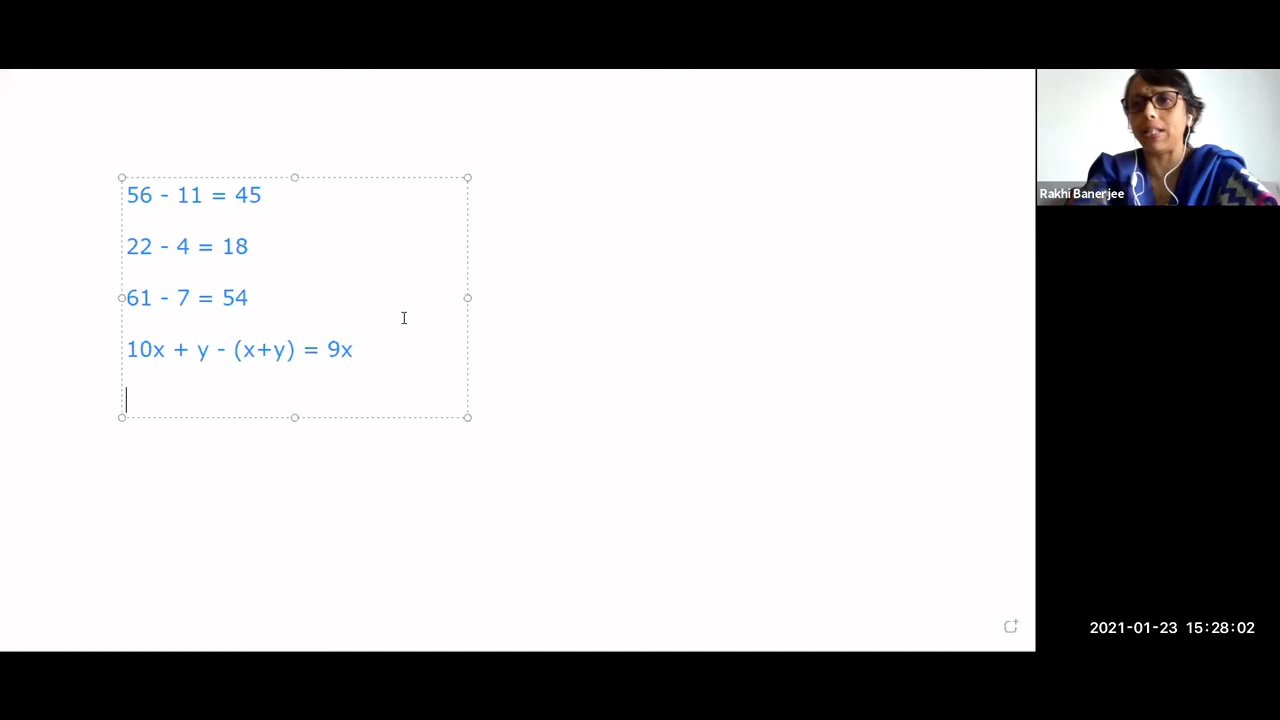 56 - 11 = 45
22 - 4 = 18
61 - 7 = 54
10x + y - (x+y) = 9x
Rakhi Banerjee
2021-01-23 15:28:02